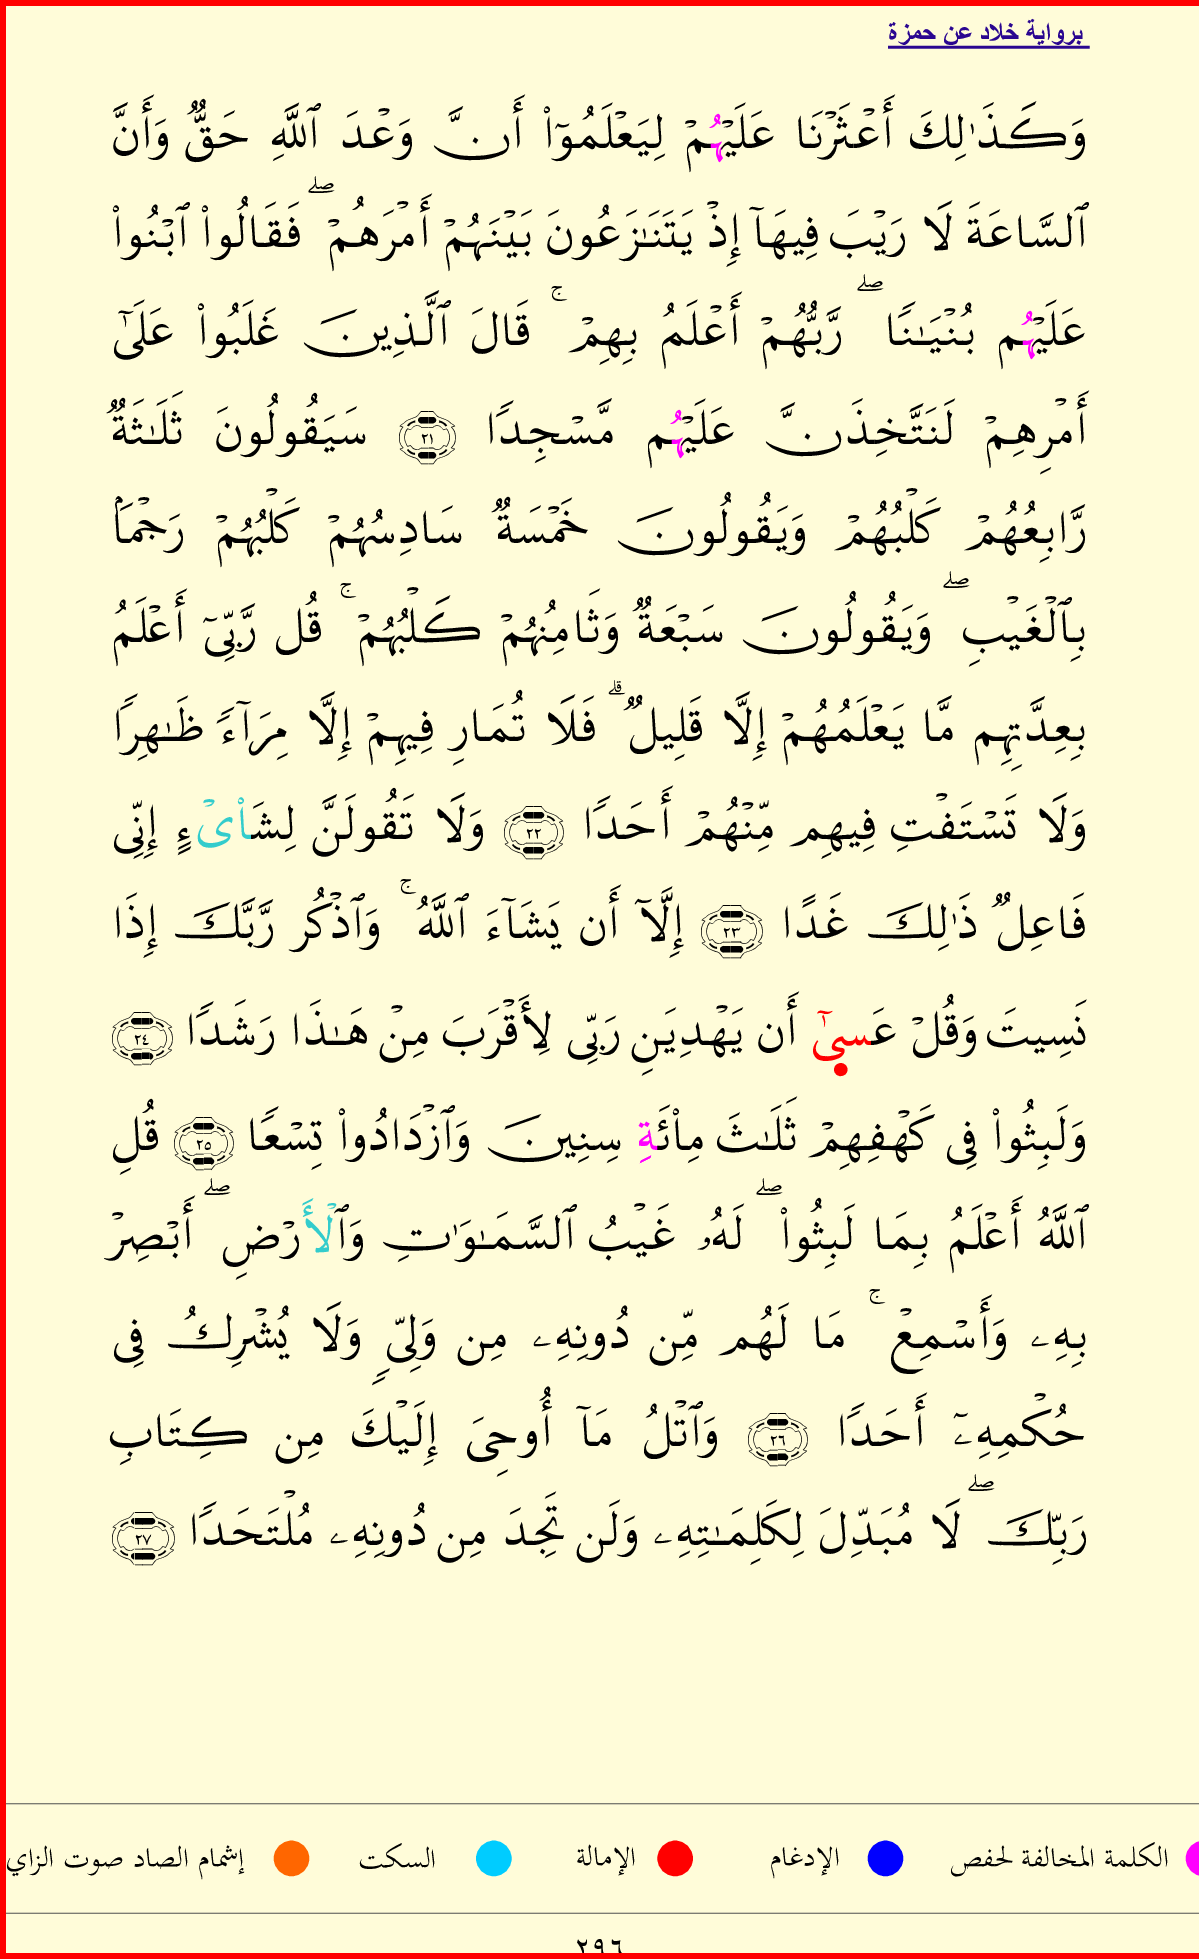 برواية خلاد عن حمزة
وَكَذَٰلِكَ أَعۡثَرۡنَا عَلَيۡهُمۡ لِيَعۡلَمُوٓاْ أَنَّ وَعۡدَ ٱللَّهِ حَقّٞ وَأَنَّ
ٱلسَّاعَةَ لَا رَيۡبَ فِيهَآ إِذۡ يَتَنَٰزَعُونَ بَيۡنَهُمۡ أَمۡرَهُمۡۖ فَقَالُواْ ٱبۡنُواْ
عَلَيۡهُم بُنۡيَٰنٗاۖ رَّبُّهُمۡ أَعۡلَمُ بِهِمۡۚ قَالَ ٱلَّذِينَ غَلَبُواْ عَلَىٰٓ
أَمۡرِهِمۡ لَنَتَّخِذَنَّ عَلَيۡهُم مَّسۡجِدٗا ٢١ سَيَقُولُونَ ثَلَٰثَةٞ
رَّابِعُهُمۡ كَلۡبُهُمۡ وَيَقُولُونَ خَمۡسَةٞ سَادِسُهُمۡ كَلۡبُهُمۡ رَجۡمَۢا
بِٱلۡغَيۡبِۖ وَيَقُولُونَ سَبۡعَةٞ وَثَامِنُهُمۡ كَلۡبُهُمۡۚ قُل رَّبِّيٓ أَعۡلَمُ
بِعِدَّتِهِم مَّا يَعۡلَمُهُمۡ إِلَّا قَلِيلٞۗ فَلَا تُمَارِ فِيهِمۡ إِلَّا مِرَآءٗ ظَٰهِرٗا
وَلَا تَسۡتَفۡتِ فِيهِم مِّنۡهُمۡ أَحَدٗا ٢٢ وَلَا تَقُولَنَّ لِشَاْيۡءٍ إِنِّي
فَاعِلٞ ذَٰلِكَ غَدًا ٢٣ إِلَّآ أَن يَشَآءَ ٱللَّهُۚ وَٱذۡكُر رَّبَّكَ إِذَا
نَسِيتَ وَقُلۡ عَسىٰٓ أَن يَهۡدِيَنِ رَبِّي لِأَقۡرَبَ مِنۡ هَٰذَا رَشَدٗا ٢٤
وَلَبِثُواْ فِي كَهۡفِهِمۡ ثَلَٰثَ مِاْئَةِ سِنِينَ وَٱزۡدَادُواْ تِسۡعٗا ٢٥ قُلِ
ٱللَّهُ أَعۡلَمُ بِمَا لَبِثُواْۖ لَهُۥ غَيۡبُ ٱلسَّمَٰوَٰتِ وَٱلۡأَرۡضِۖ أَبۡصِرۡ
بِهِۦ وَأَسۡمِعۡۚ مَا لَهُم مِّن دُونِهِۦ مِن وَلِيّٖ وَلَا يُشۡرِكُ فِي
حُكۡمِهِۦٓ أَحَدٗا ٢٦ وَٱتۡلُ مَآ أُوحِيَ إِلَيۡكَ مِن كِتَابِ
رَبِّكَۖ لَا مُبَدِّلَ لِكَلِمَٰتِهِۦ وَلَن تَجِدَ مِن دُونِهِۦ مُلۡتَحَدٗا ٢٧
الكلمة المخالفة لحفص الإدغام الإمالة السكت إشمام الصاد صوت الزاي
٢٩٦